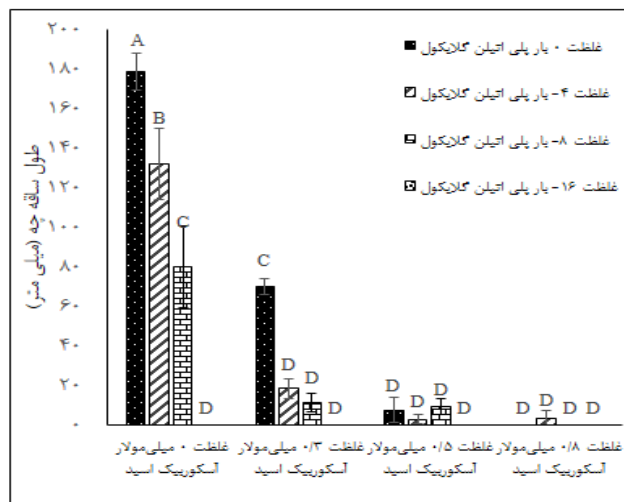 ۲۰۰
۱۸۰
۱۶۰
۱۴۰
۱۲۰
۱۰۰
۸۰
۶۰
۴۰
۲۰
۰
طول ساقه چه (میلی متر)
غلظت ۰ بار پلی اتیلن گلایکول
غلظت ۴- بار پلی اتیلن گلایکول
غلظت ۸- بار پلی اتیلن گلایکول
غلظت ۱۶- بار پلی اتیلن گلایکول
A
B
C
D
C
D
D
D
D
D
D
D
D
D
D
D
غلظت ۰ میلی‌مولار
آسکوربیک اسید
غلظت ۰/۳ میلی‌مولار
آسکوربیک اسید
غلظت ۰/۵ میلی‌مولار
آسکوربیک اسید
غلظت ۰/۸ میلی‌مولار
آسکوربیک اسید